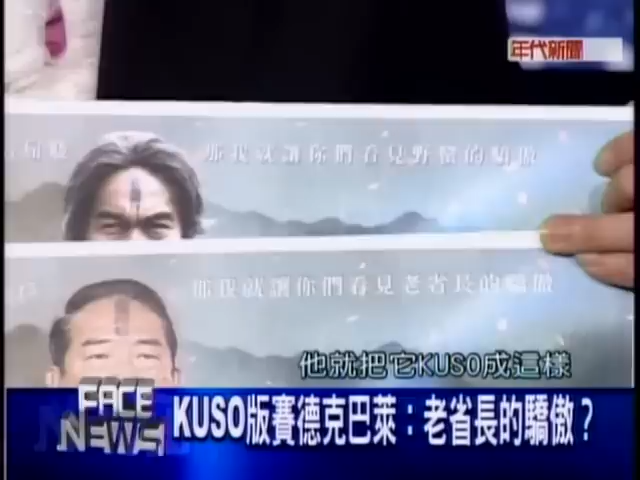 年代新聞
那我就讓你們看見野蠻的驕傲
那我就讓你們看見老省長的驕傲
他就把它KUSO成這樣
FACE NEWS
KUSO版賽德克巴萊：老省長的驕傲？